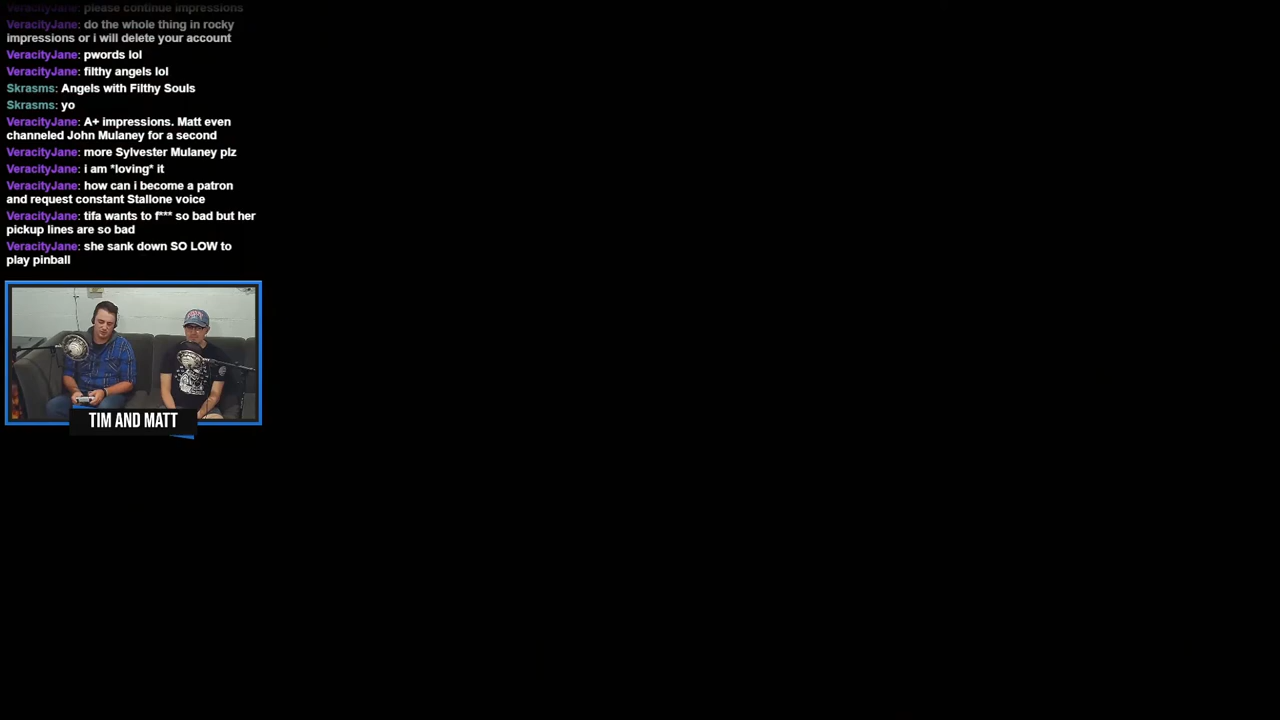 VeracityJane: please continue impressions
VeracityJane: do the whole thing in rocky
impressions or i will delete your account
VeracityJane: pwords lol
VeracityJane: filthy angels lol
Skrasms: Angels with Filthy Souls
Skrasms: yo
VeracityJane: A+ impressions. Matt even
channeled John Mulaney for a second
VeracityJane: more Sylvester Mulaney plz
VeracityJane: i am *loving* it
VeracityJane: how can i become a patron
and request constant Stallone voice
VeracityJane: tifa wants to f*** so bad but her
pickup lines are so bad
VeracityJane: she sank down SO LOW to
play pinball
TIM AND MATT